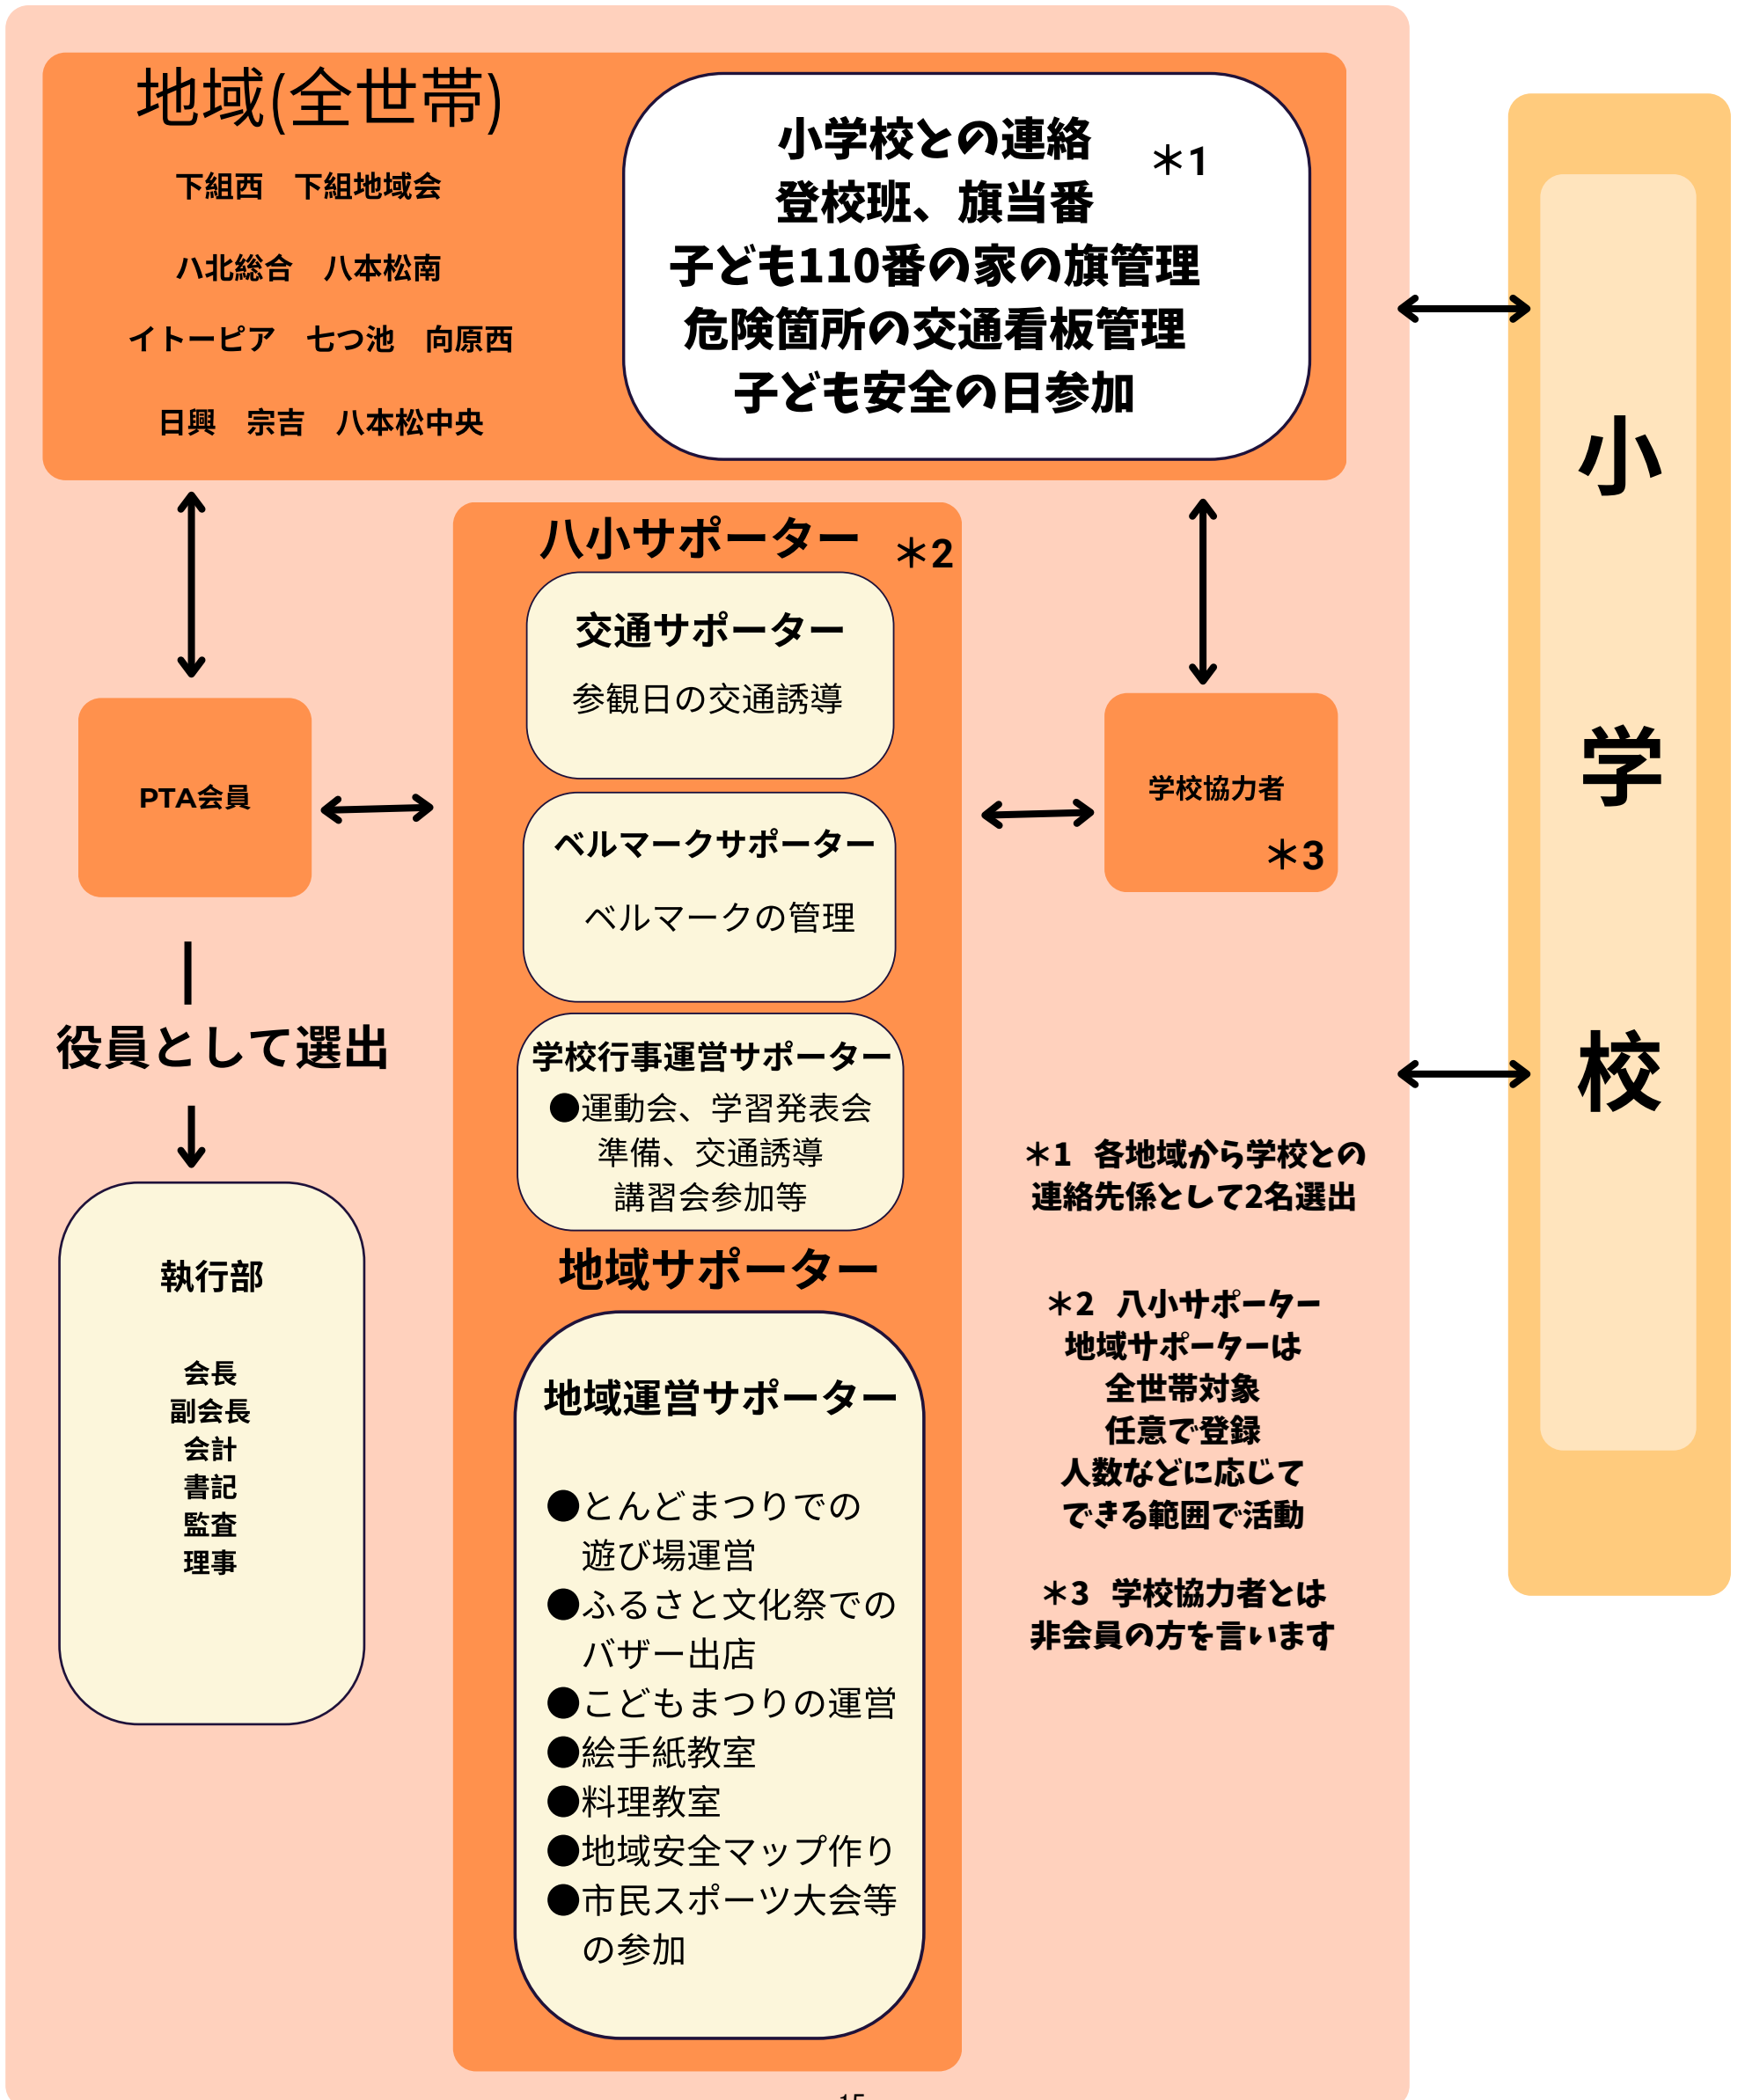 地域(全世帯)
下組西　下組地域会
八北総合　八本松南
イトーピア　七つ池　向原西
日興　宗吉　八本松中央
小学校との連絡
＊1
登校班、旗当番
子ども110番の家の旗管理
危険箇所の交通看板管理
子ども安全の日参加
八小サポーター
＊2
交通サポーター
参観日の交通誘導
ベルマークサポーター
ベルマークの管理
学校行事運営サポーター
●運動会、学習発表会
準備、交通誘導
講習会参加等
地域サポーター
地域運営サポーター
●とんどまつりでの
遊び場運営
●ふるさと文化祭での
バザー出店
●こどもまつりの運営
●絵手紙教室
●料理教室
●地域安全マップ作り
●市民スポーツ大会等
の参加
PTA会員
役員として選出
執行部
会長
副会長
会計
書記
監査
理事
学校協力者
＊3
＊1 各地域から学校との
連絡先係として2名選出
＊2 八小サポーター
地域サポーターは
全世帯対象
任意で登録
人数などに応じて
できる範囲で活動
＊3 学校協力者とは
非会員の方を言います
小
学
校